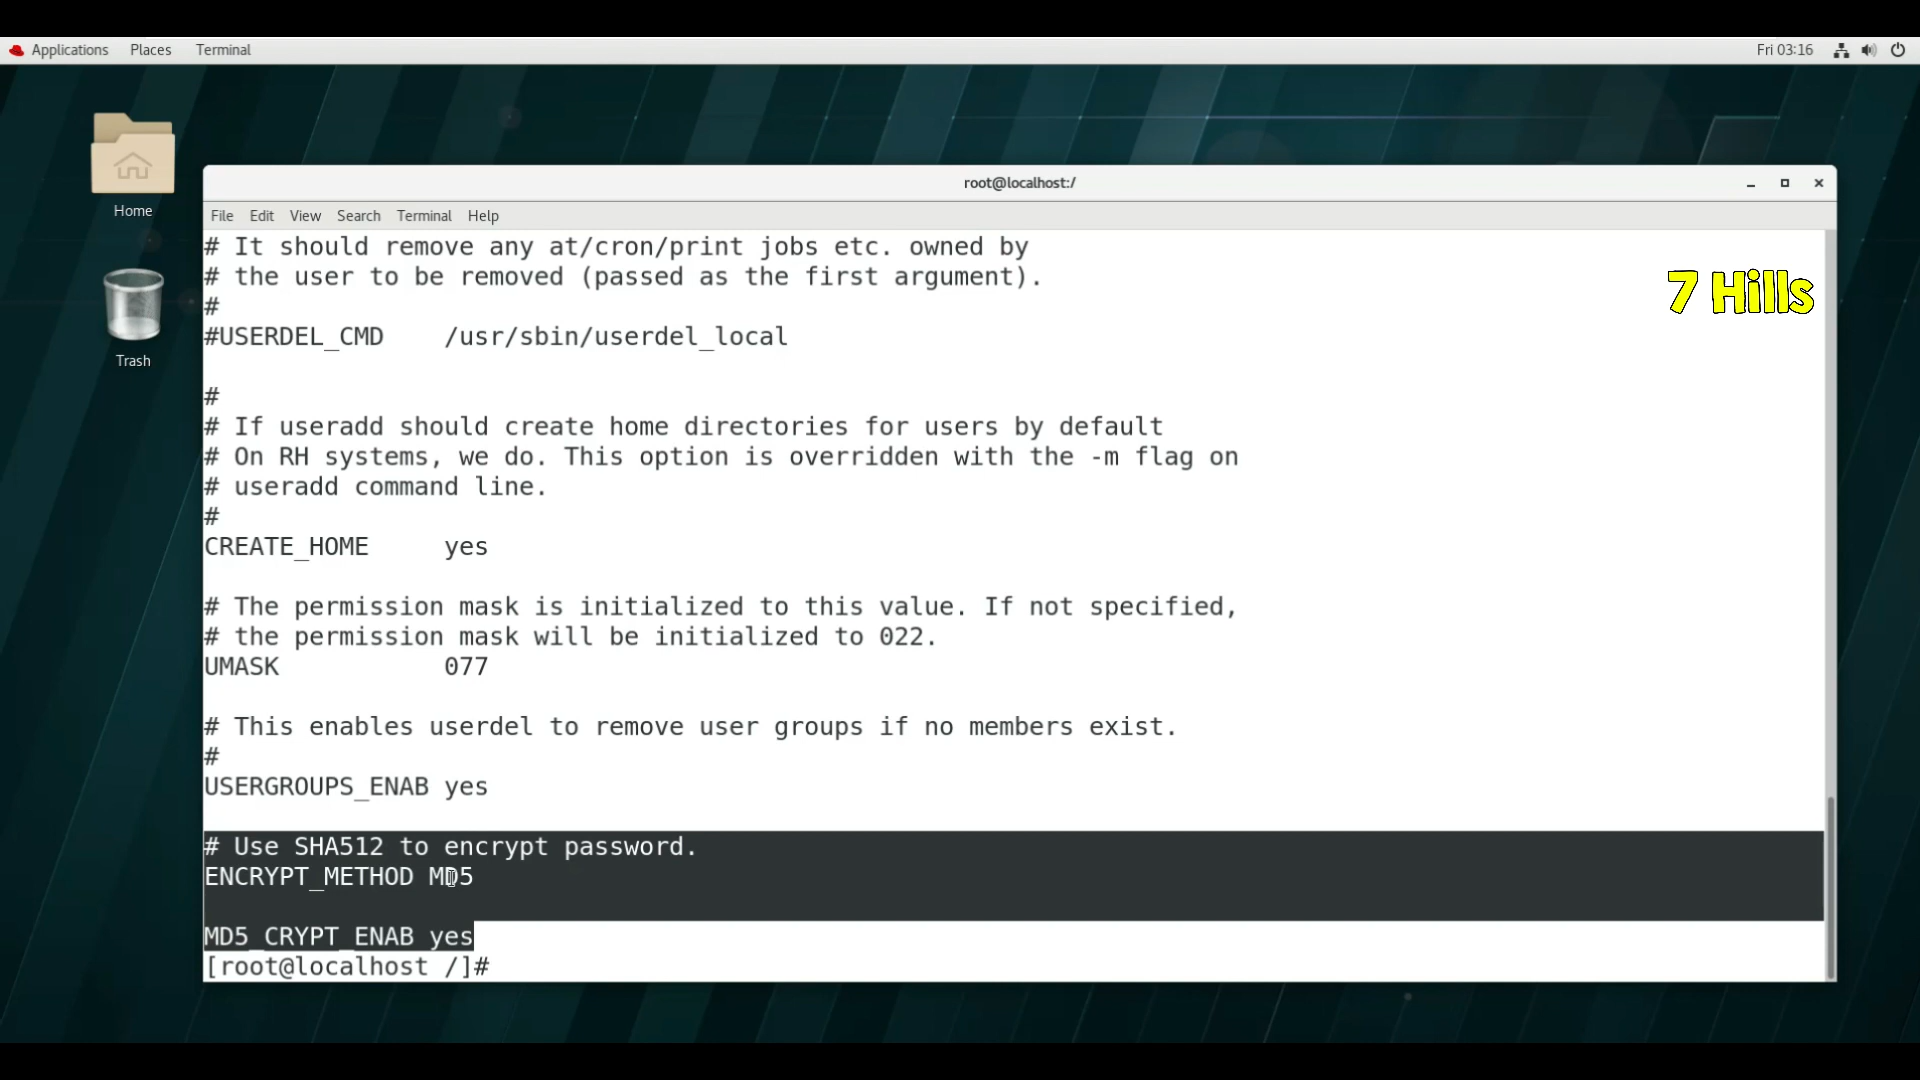 Applications Places Terminal Fri 03:16
Home
Trash
root@localhost:/
File Edit View Search Terminal Help
# It should remove any at/cron/print jobs etc. owned by
# the user to be removed (passed as the first argument).
#
#USERDEL_CMD /usr/sbin/userdel_local
#
# If useradd should create home directories for users by default
# On RH systems, we do. This option is overridden with the -m flag on
# useradd command line.
#
CREATE_HOME yes
# The permission mask is initialized to this value. If not specified,
# the permission mask will be initialized to 022.
UMASK 077
# This enables userdel to remove user groups if no members exist.
#
USERGROUPS_ENAB yes
# Use SHA512 to encrypt password.
ENCRYPT_METHOD MD5
MD5_CRYPT_ENAB yes
[root@localhost /]#
7 Hills